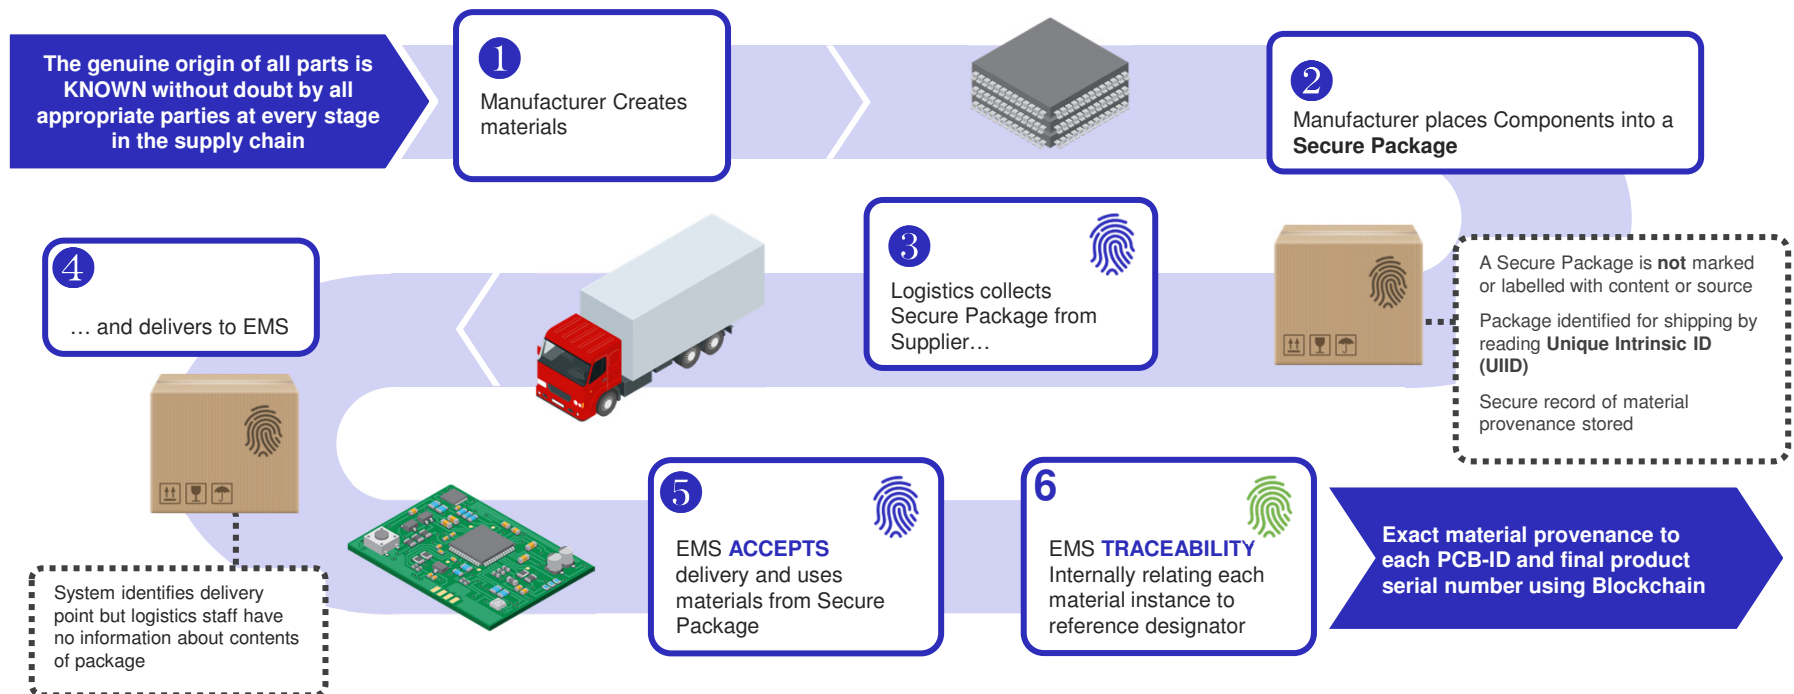 The genuine origin of all parts is
KNOWN without doubt by all
appropriate parties at every stage
in the supply chain
1
Manufacturer Creates
materials
2
Manufacturer places Components into a
Secure Package
A Secure Package is not marked
or labelled with content or source
Package identified for shipping by
reading Unique Intrinsic ID
(UIID)
Secure record of material
provenance stored
3
Logistics collects
Secure Package from
Supplier…
4
… and delivers to EMS
System identifies delivery
point but logistics staff have
no information about contents
of package
5
EMS ACCEPTS
delivery and uses
materials from Secure
Package
6
EMS TRACEABILITY
Internally relating each
material instance to
reference designator
Exact material provenance to
each PCB-ID and final product
serial number using Blockchain